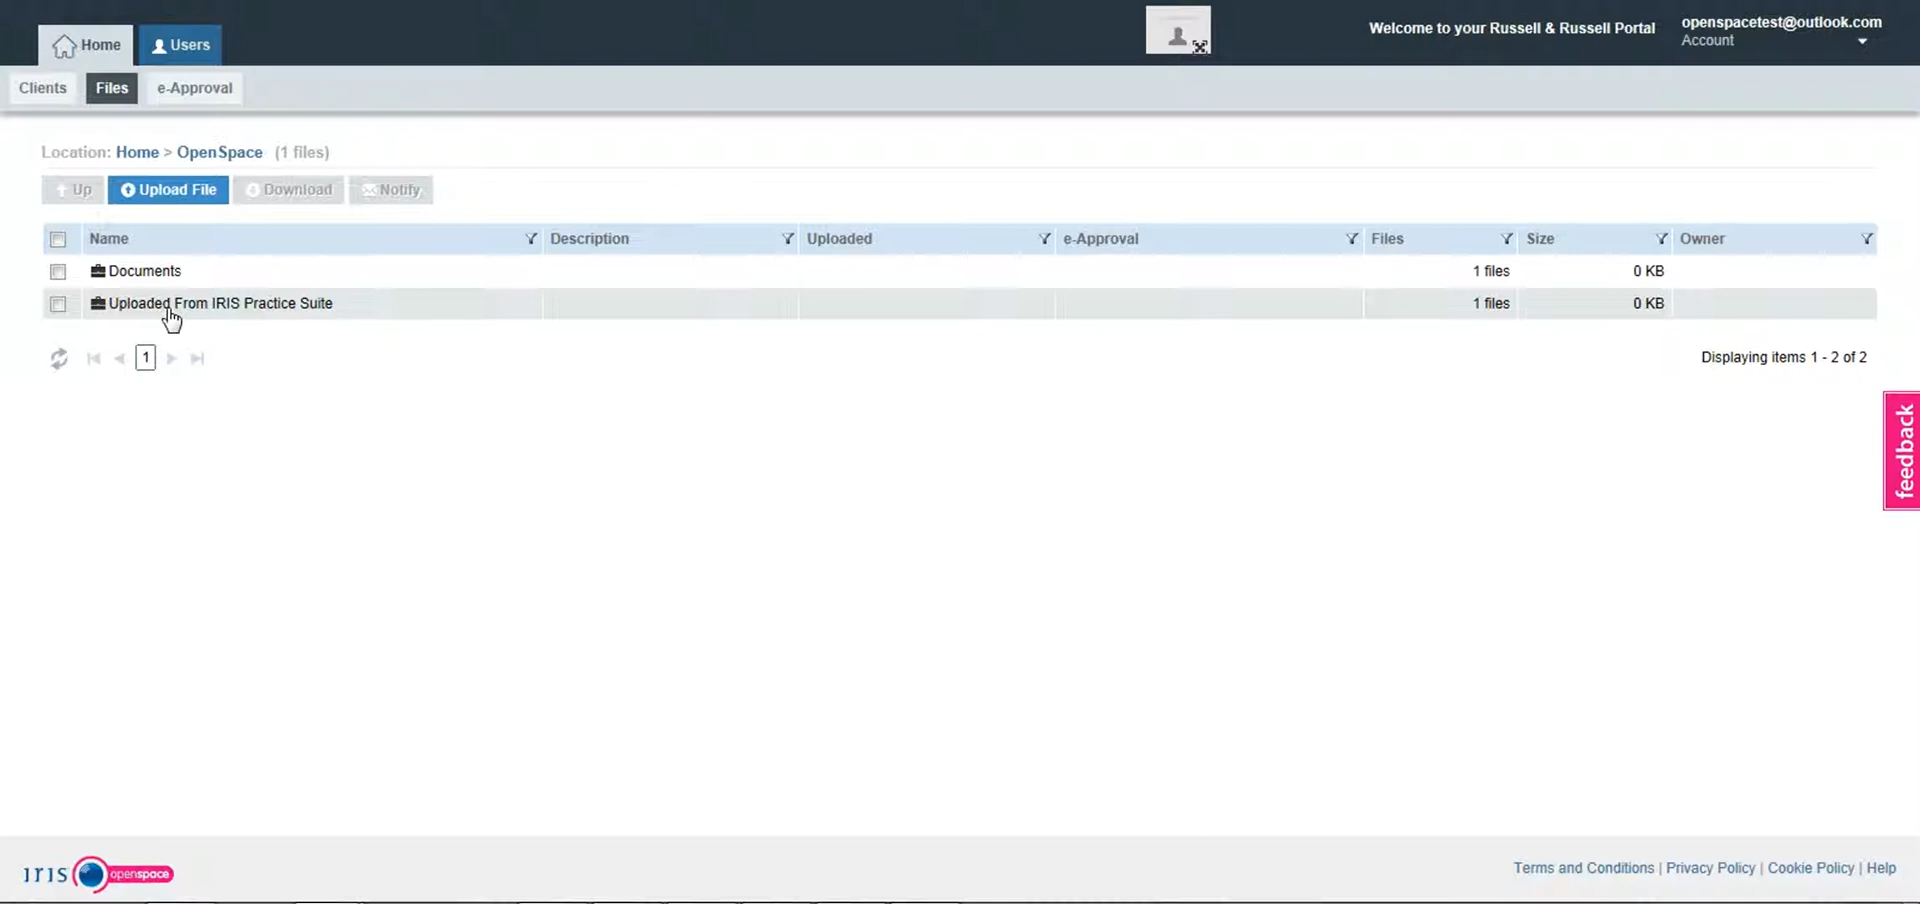 Home
Users
Welcome to your Russell & Russell Portal
openspacetest@outlook.com
Account
Clients
Files
e-Approval
Location: Home > OpenSpace (1 files)
Up
Upload File
Download
Notify
Name
Description
Uploaded
e-Approval
Files
Size
Owner
Documents
1 files
0 KB
Uploaded From IRIS Practice Suite
1 files
0 KB
1
Displaying items 1 - 2 of 2
feedback
IRIS openspace
Terms and Conditions | Privacy Policy | Cookie Policy | Help